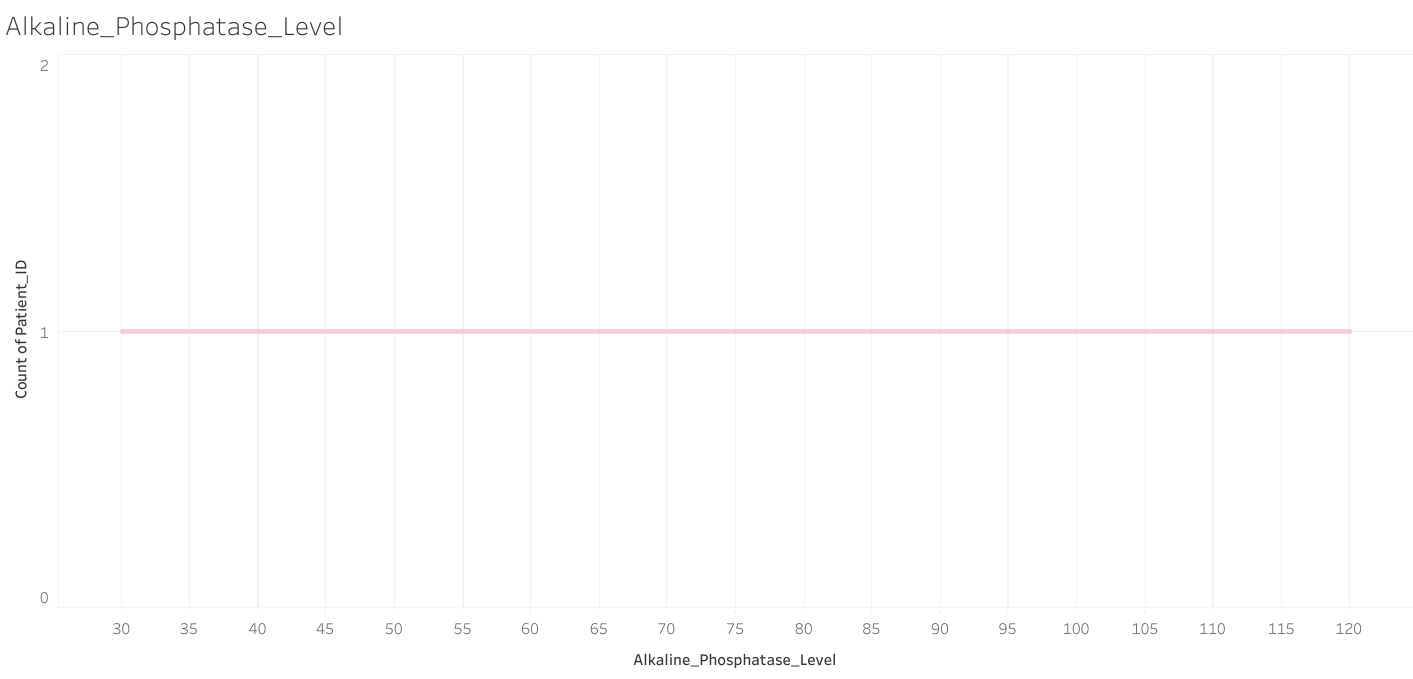 Alkaline_Phosphatase_Level
2
Count of Patient_ID
1
0
30 35 40 45 50 55 60 65 70 75 80 85 90 95 100 105 110 115 120
Alkaline_Phosphatase_Level